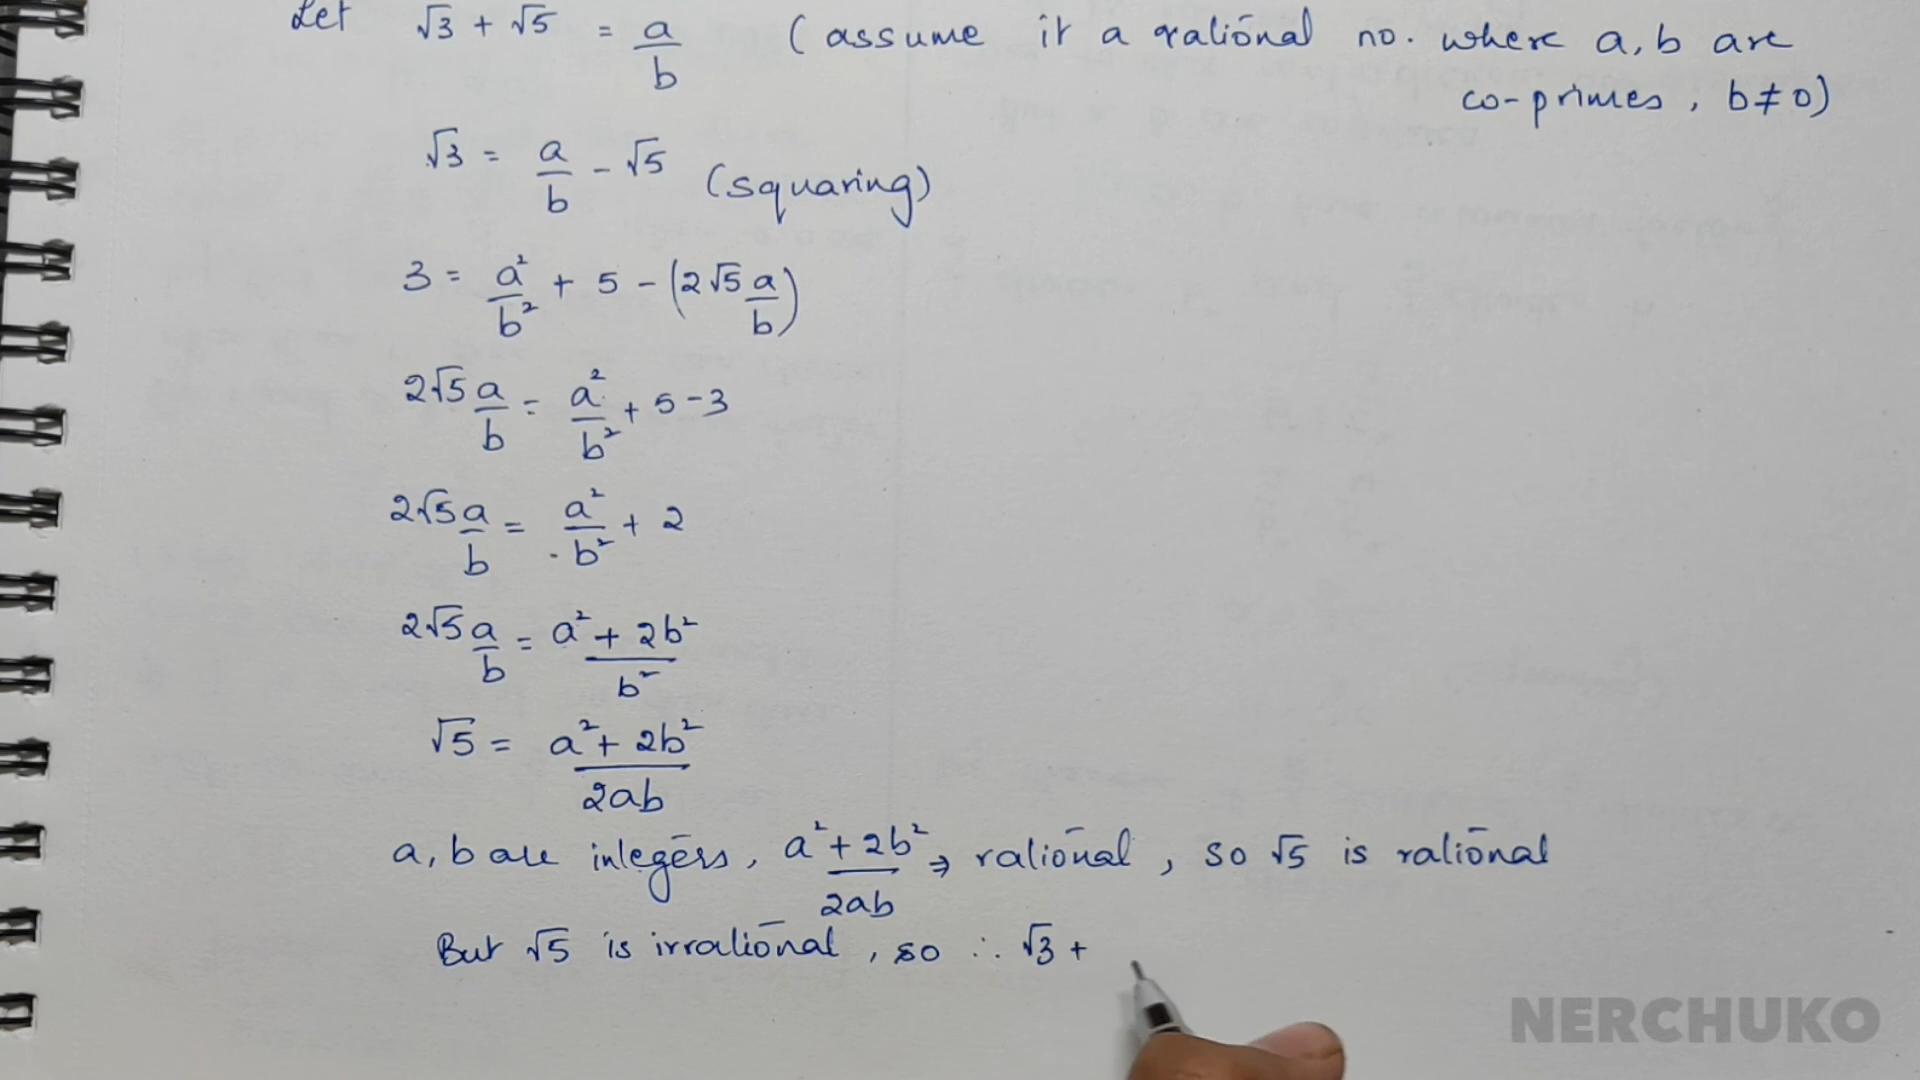 Let √3 + √5 = a/b (assume it a rational no. where a, b are
co-primes, b≠0)
√3 = a/b - √5 (squaring)
3 = a²/b² + 5 - (2√5 a/b)
2√5 a/b = a²/b² + 5-3
2√5 a/b = a²/b² + 2
2√5 a/b = a² + 2b²/b²
√5 = a² + 2b²/2ab
a, b are integers, a² + 2b²/2ab → rational, so √5 is rational
But √5 is irrational, so ∴ √3 +
NERCHUKO